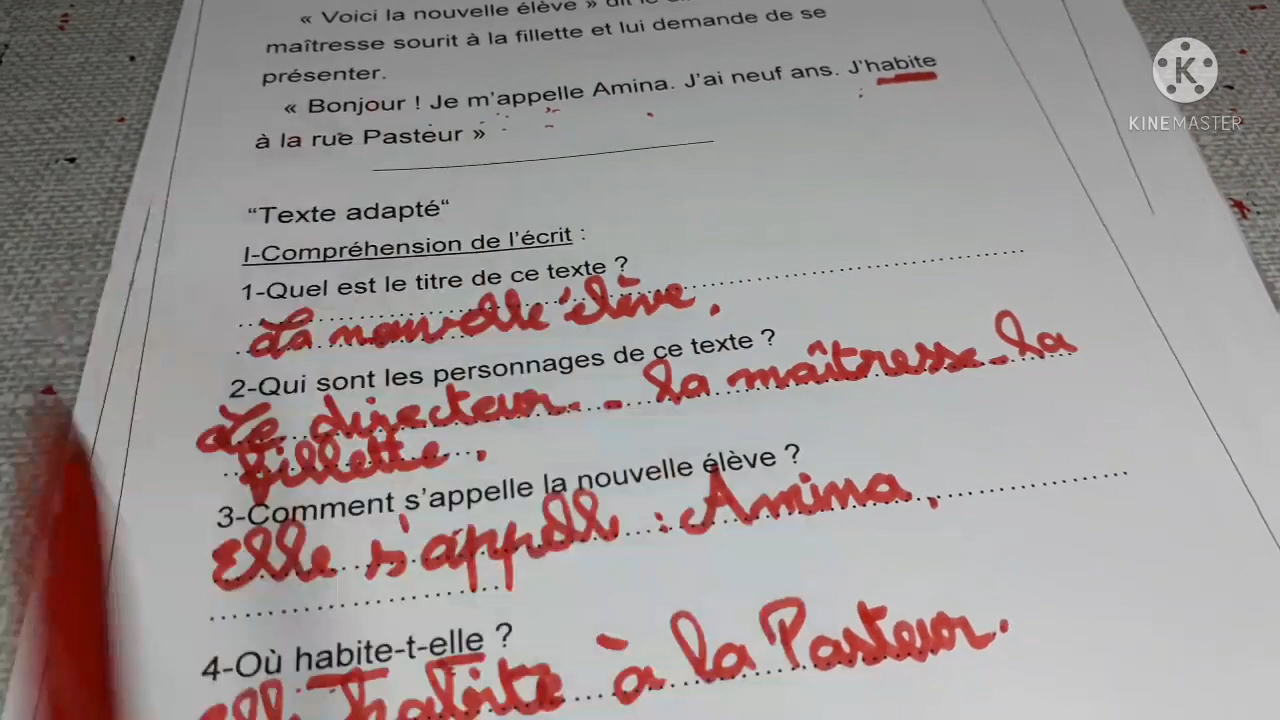 « Voici la nouvelle élève » dit le
maîtresse sourit à la fillette et lui demande de se
présenter.
« Bonjour ! Je m'appelle Amina. J'ai neuf ans. J'habite
à la rue Pasteur »
KINEMASTER
“Texte adapté“
I-Compréhension de l'écrit :
1-Quel est le titre de ce texte ?
La nouvelle élève.
2-Qui sont les personnages de ce texte ?
Le directeur. - la maîtresse - la
fillette.
3-Comment s'appelle la nouvelle élève ?
Elle s'appelle : Amina.
4-Où habite-t-elle ?
habite à la Pasteur.